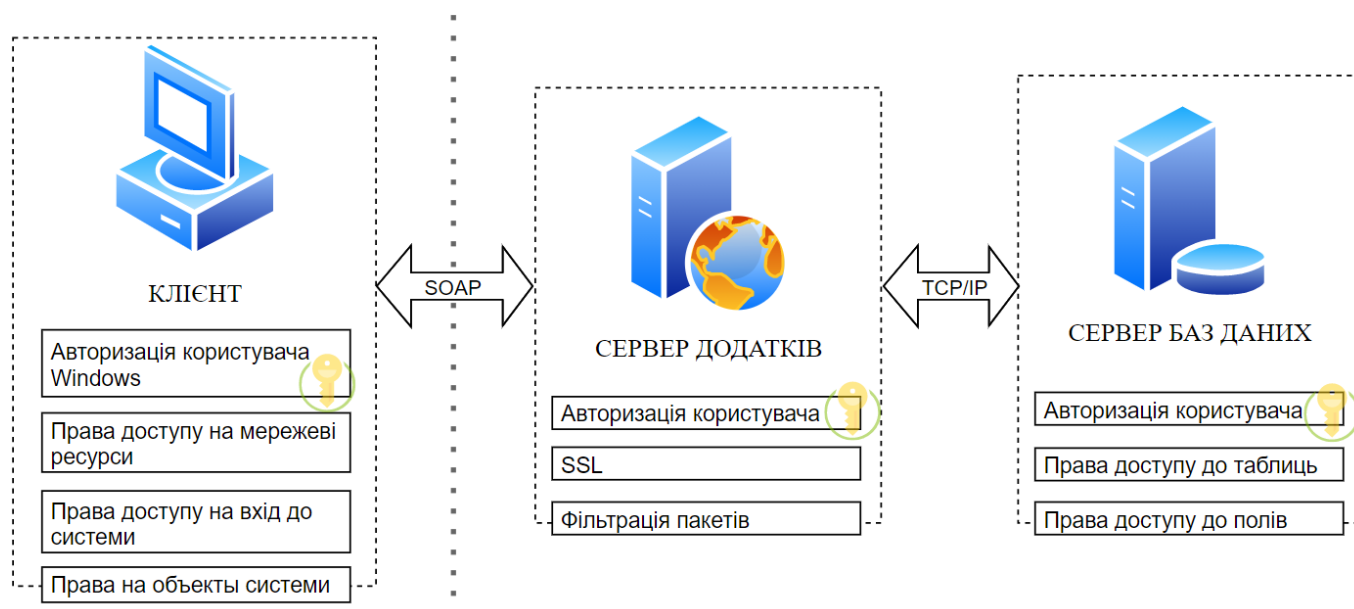 КЛІЄНТ
Авторизація користувача
Windows
Права доступу на мережеві
ресурси
Права доступу на вхід до
системи
Права на объекты системи
SOAP
СЕРВЕР ДОДАТКІВ
Авторизація користувача
SSL
Фільтрація пакетів
TCP/IP
СЕРВЕР БАЗ ДАНИХ
Авторизація користувача
Права доступу до таблиць
Права доступу до полів